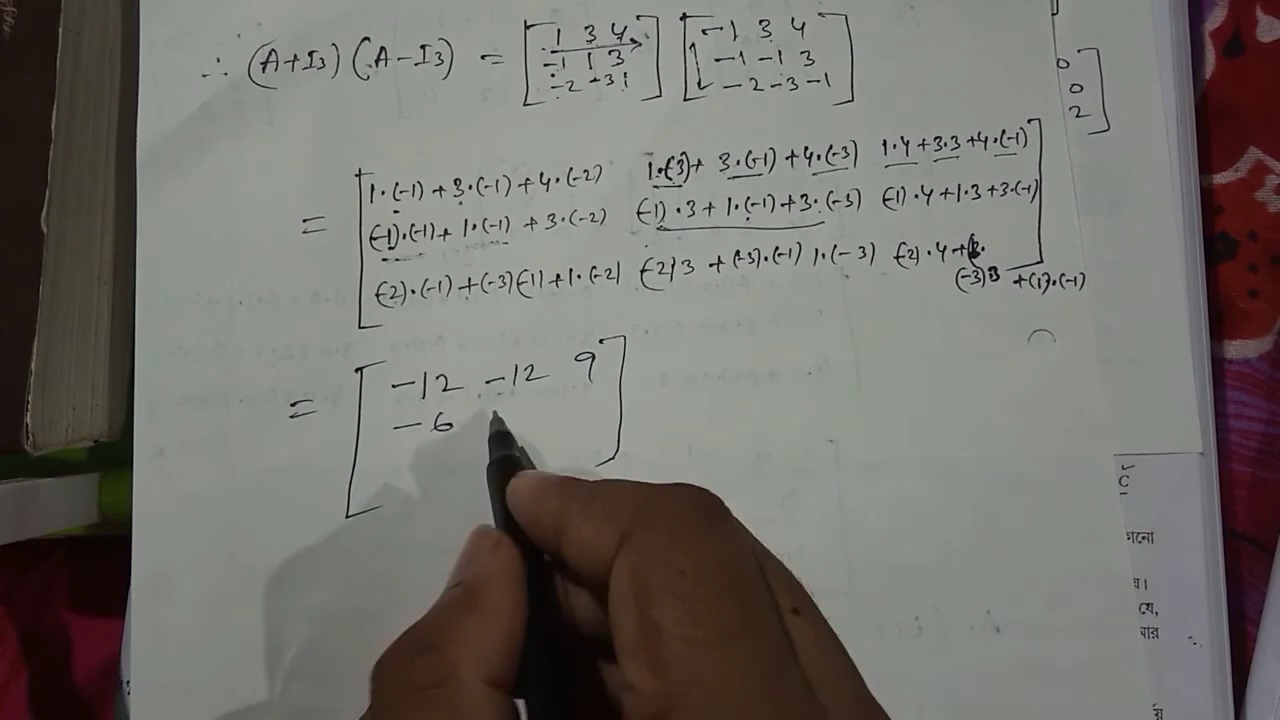 ∴ (A+I3) (A-I3) = [ 1 3 4 ] [ -1 3 4 ]
-1 1 3 -1 -1 3
-2 -3 1 -2 -3 -1
0
0
2
= [ 1·(-1)+3·(-1)+4·(-2) 1·(-3)+ 3·(-1)+4·(-3) 1·4+3·3+4·(-1) ]
(-1)·(-1)+ 1·(-1)+3·(-2) (-1)·3+1·(-1)+3·(-3) (-1)·4+1·3+3·(-1)
(-2)·(-1)+(-3)(-1)+1·(-2) (-2)3+(-3)·(-1) 1·(-3) (-2)·4+
(-3)3 +(1)·(-1)
= [ -12 -12 9 ]
-6
C
য।
যে,